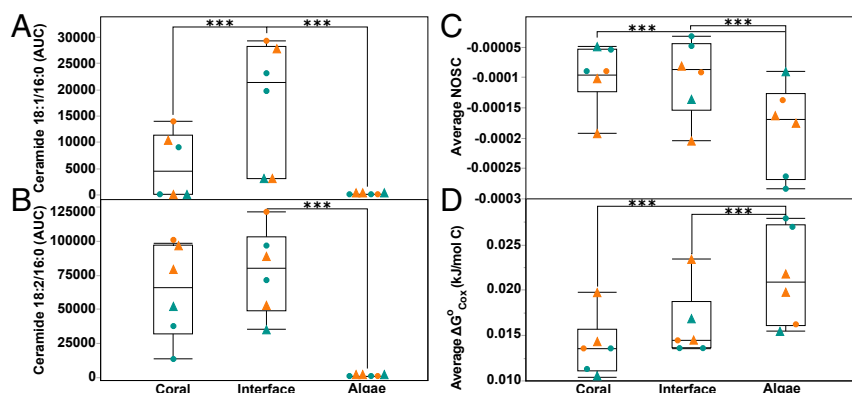 A
Ceramide 18:1/16:0 (AUC)
30000
25000
20000
15000
10000
5000
0
***
B
Ceramide 18:2/16:0 (AUC)
125000
100000
75000
50000
25000
0
***
Coral Interface Algae
C
Average NOSC
-0.00005
-0.0001
-0.00015
-0.0002
-0.00025
-0.0003
***
***
D
Average ΔG°Cox (kJ/mol C)
0.025
0.020
0.015
0.010
***
***
Coral Interface Algae